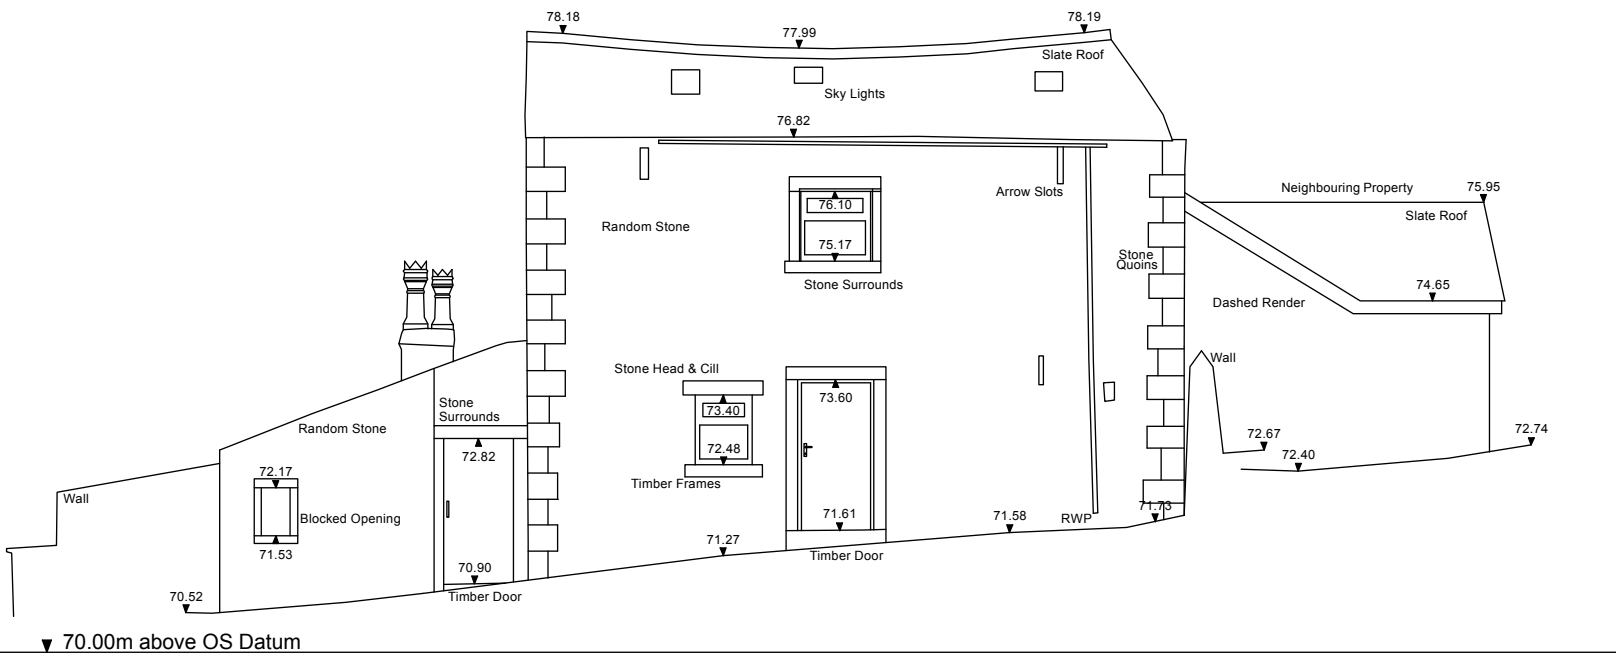 78.18
77.99
78.19
Slate Roof
Sky Lights
76.82
Arrow Slots
Neighbouring Property
75.95
76.10
Slate Roof
Random Stone
75.17
Stone
Quoins
Stone Surrounds
74.65
Dashed Render
Wall
Stone Head & Cill
73.60
73.40
Stone
Surrounds
Random Stone
72.82
72.48
72.67
72.74
72.40
72.17
Timber Frames
Wall
Blocked Opening
71.61
71.58
RWP
71.73
71.53
71.27
Timber Door
70.90
Timber Door
70.52
70.00m above OS Datum